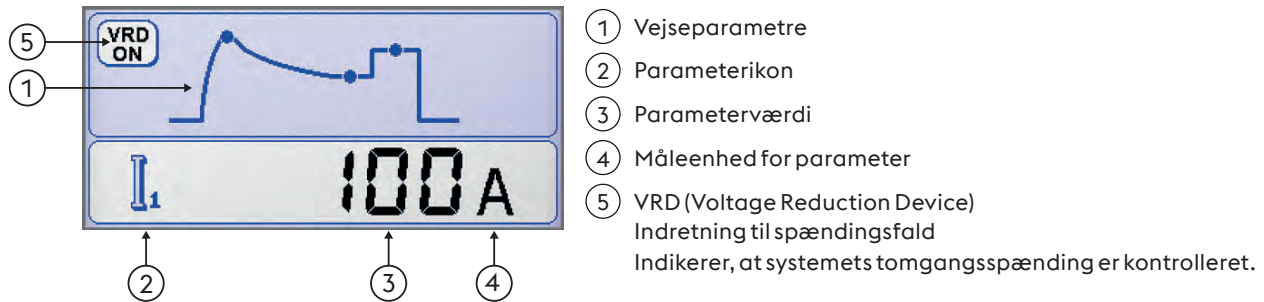 VRD
ON
5
1
I1
100A
2
3
4
1 Vejseparametre
2 Parameterikon
3 Parameterværdi
4 Måleenhed for parameter
5 VRD (Voltage Reduction Device)
Indretning til spændingsfald
Indikerer, at systemets tomgangsspænding er kontrolleret.